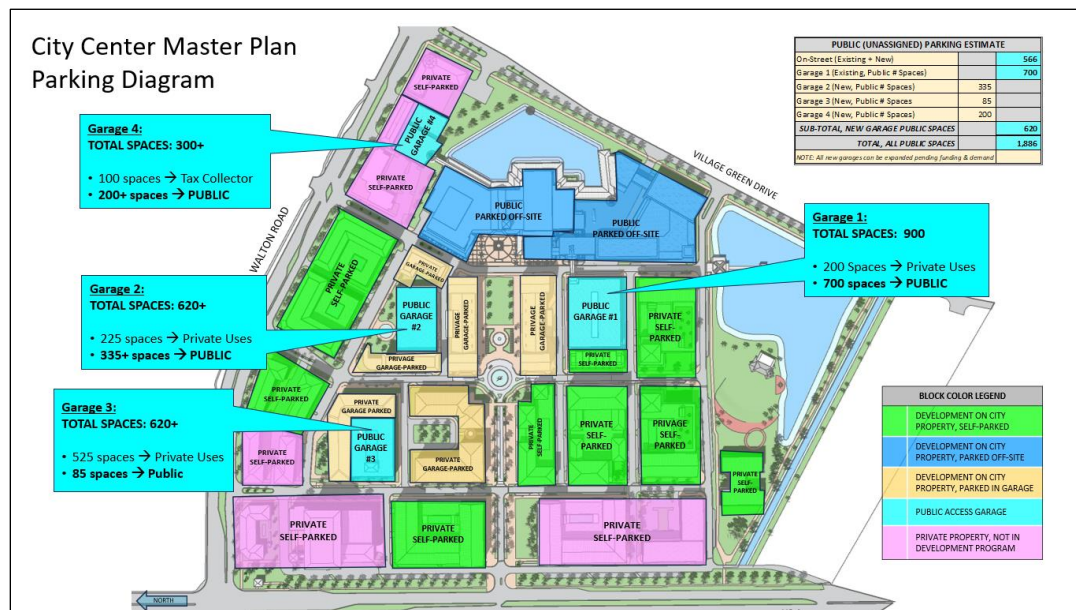 City Center Master Plan
Parking Diagram
PUBLIC (UNASSIGNED) PARKING ESTIMATE
On-Street (Existing + New) 566
Garage 1 (Existing, Public # Spaces) 700
Garage 2 (New, Public # Spaces) 335
Garage 3 (New, Public # Spaces 85
Garage 4 (New, Public # Spaces) 200
SUB-TOTAL, NEW GARAGE PUBLIC SPACES 620
TOTAL, ALL PUBLIC SPACES 1,886
NOTE: All new garages can be expanded pending funding & demand
Garage 4:
TOTAL SPACES: 300+
• 100 spaces → Tax Collector
• 200+ spaces → PUBLIC
Garage 1:
TOTAL SPACES: 900
• 200 Spaces → Private Uses
• 700 spaces → PUBLIC
Garage 2:
TOTAL SPACES: 620+
• 225 spaces → Private Uses
• 335+ spaces → PUBLIC
Garage 3:
TOTAL SPACES: 620+
• 525 spaces → Private Uses
• 85 spaces → Public
WALTON ROAD
VILLAGE GREEN DRIVE
PRIVATE
SELF-PARKED
PUBLIC
GARAGE #4
PRIVATE
SELF-PARKED
PUBLIC
PARKED OFF-SITE
PUBLIC
PARKED OFF-SITE
PRIVATE
SELF-PARKED
PRIVATE
GARAGE-PARKED
PUBLIC
GARAGE
#2
PRIVAGE
GARAGE-PARKED
PRIVAGE
GARAGE-PARKED
PUBLIC
GARAGE #1
PRIVATE
SELF-PARKED
PRIVATE
SELF-PARKED
PRIVAGE
GARAGE-PARKED
PRIVATE
SELF-PARKED
PRIVATE
GARAGE PARKED
PUBLIC
GARAGE
#3
PRIVATE
GARAGE-PARKED
PRIVATE
SELF-PARKED
PRIVATE
SELF-PARKED
PRIVAGE
SELF-PARKED
PRIVATE
SELF-PARKED
PRIVATE
SELF-PARKED
PRIVATE
SELF-PARKED
PRIVATE
SELF-PARKED
PRIVATE
SELF-PARKED
BLOCK COLOR LEGEND
DEVELOPMENT ON CITY
PROPERTY, SELF-PARKED
DEVELOPMENT ON CITY
PROPERTY, PARKED OFF-SITE
DEVELOPMENT ON CITY
PROPERTY, PARKED IN GARAGE
PUBLIC ACCESS GARAGE
PRIVATE PROPERTY, NOT IN
DEVELOPMENT PROGRAM
NORTH